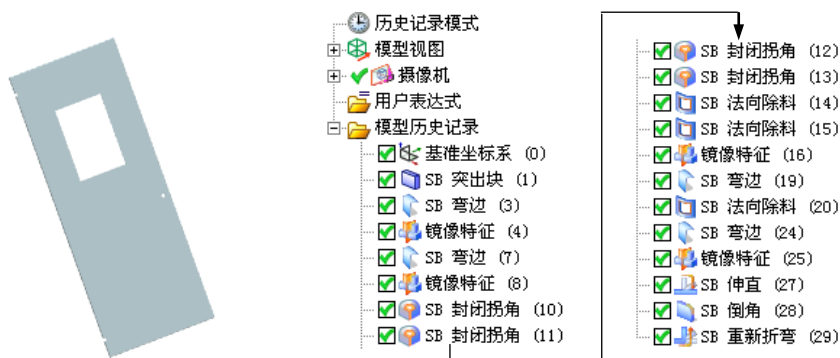 历史记录模式
模型视图
摄像机
用户表达式
模型历史记录
基准坐标系 (0)
SB 突出块 (1)
SB 弯边 (3)
镜像特征 (4)
SB 弯边 (7)
镜像特征 (8)
SB 封闭拐角 (10)
SB 封闭拐角 (11)
SB 封闭拐角 (12)
SB 封闭拐角 (13)
SB 法向除料 (14)
SB 法向除料 (15)
镜像特征 (16)
SB 弯边 (19)
SB 法向除料 (20)
SB 弯边 (24)
镜像特征 (25)
SB 伸直 (27)
SB 倒角 (28)
SB 重新折弯 (29)